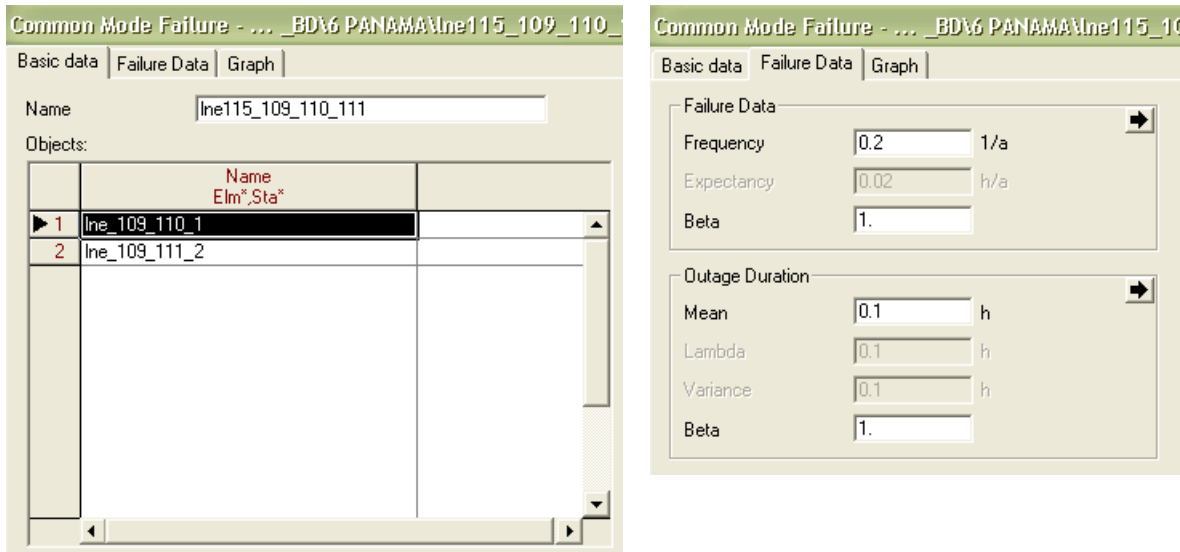 Common Mode Failure - ... _BD\6 PANAMA\lne115_109_110_
Basic data Failure Data Graph
Name lne115_109_110_111
Objects:
Name
Elm*,Sta*
1 lne_109_110_1
2 lne_109_111_2
Common Mode Failure - ... _BD\6 PANAMA\lne115_10
Basic data Failure Data Graph
Failure Data
Frequency 0.2 1/a
Expectancy 0.02 h/a
Beta 1.
Outage Duration
Mean 0.1 h
Lambda 0.1 h
Variance 0.1 h
Beta 1.